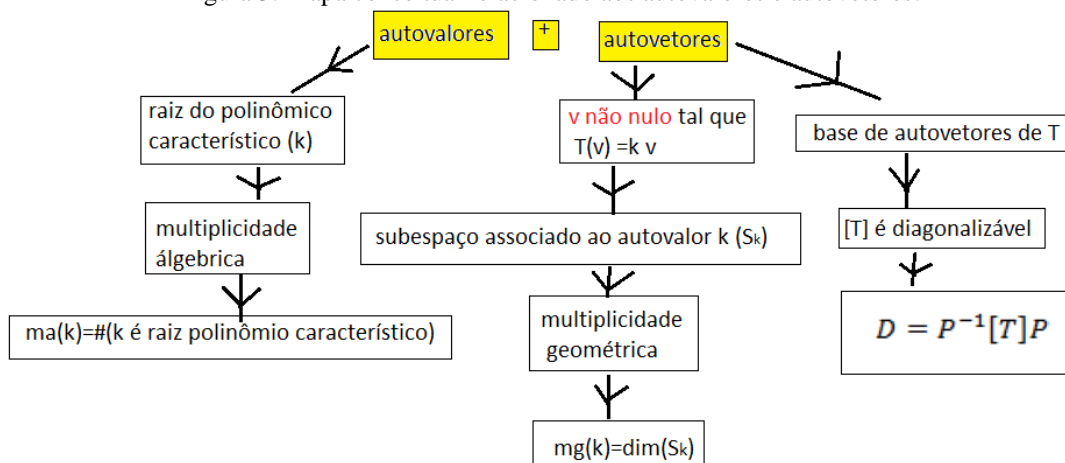 autovalores
+
autovetores
raiz do polinômico
característico (k)
multiplicidade
álgebrica
ma(k)=#(k é raiz polinômio característico)
v não nulo tal que
T(v) =k v
subespaço associado ao autovalor k (Sk)
multiplicidade
geométrica
mg(k)=dim(Sk)
base de autovetores de T
[T] é diagonalizável
D = P⁻¹[T]P